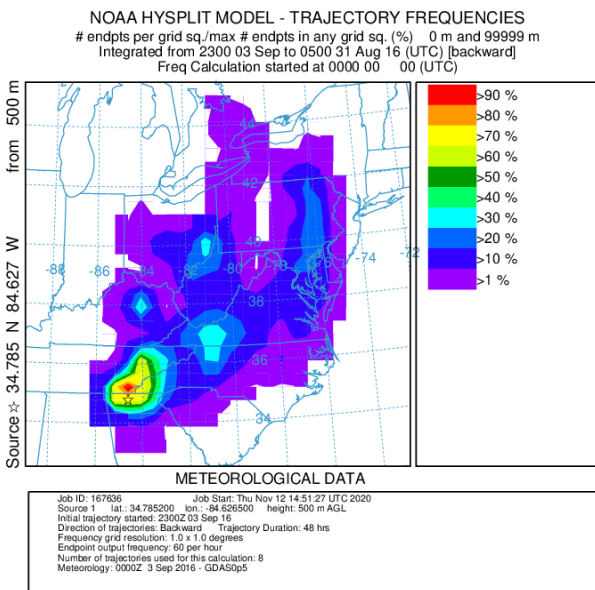 NOAA HYSPLIT MODEL - TRAJECTORY FREQUENCIES
# endpts per grid sq./max # endpts in any grid sq. (%)    0 m and 99999 m
Integrated from 2300 03 Sep to 0500 31 Aug 16 (UTC) [backward]
Freq Calculation started at 0000 00    00 (UTC)
Source ☆ 34.785 N 84.627 W    from 500 m
>90 %
>80 %
>70 %
>60 %
>50 %
>40 %
>30 %
>20 %
>10 %
>1 %
44
42
40
-88 -86 -84 -82 -80 -78 -76 -74 -72
38
36
34
METEOROLOGICAL DATA
Job ID: 167636    Job Start: Thu Nov 12 14:51:27 UTC 2020
Source 1    lat.: 34.785200    lon.: -84.626500    height: 500 m AGL
Initial trajectory started: 2300Z 03 Sep 16
Direction of trajectories: Backward    Trajectory Duration: 48 hrs
Frequency grid resolution: 1.0 x 1.0 degrees
Endpoint output frequency: 60 per hour
Number of trajectories used for this calculation: 8
Meteorology: 0000Z  3 Sep 2016 - GDAS0p5